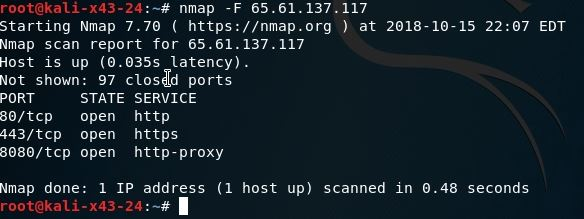 root@kali-x43-24:~# nmap -F 65.61.137.117
Starting Nmap 7.70 ( https://nmap.org ) at 2018-10-15 22:07 EDT
Nmap scan report for 65.61.137.117
Host is up (0.035s latency).
Not shown: 97 closed ports
PORT     STATE SERVICE
80/tcp   open  http
443/tcp  open  https
8080/tcp open  http-proxy
Nmap done: 1 IP address (1 host up) scanned in 0.48 seconds
root@kali-x43-24:~#